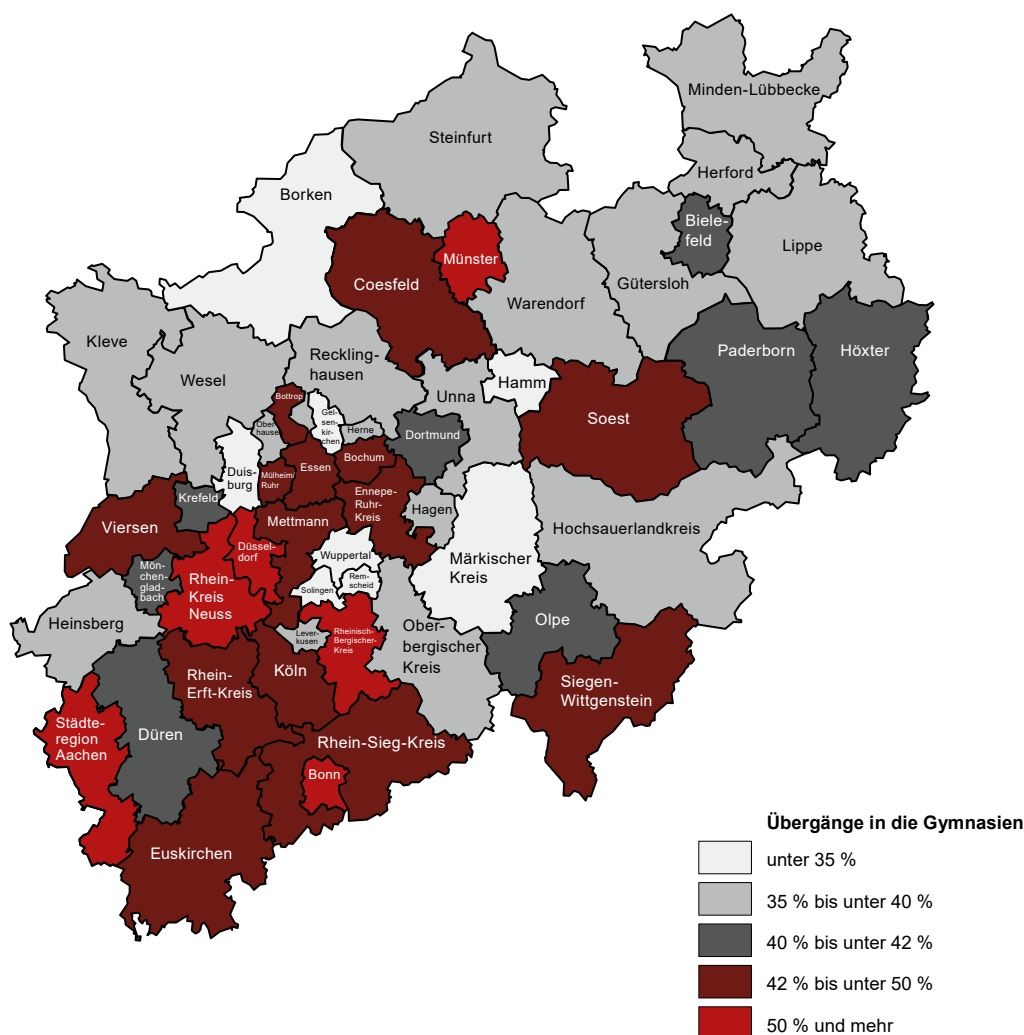 Minden-Lübbecke
Steinfurt
Herford
Borken
Biele-
feld
Lippe
Münster
Coesfeld
Gütersloh
Warendorf
Kleve
Reckling-
hausen
Paderborn
Höxter
Wesel
Hamm
Unna
Bottrop
Gel-
sen-
kir-
chen
Soest
Ober-
hausen
Herne
Dortmund
Duis-
burg
Essen
Bochum
Mülheim/
Ruhr
Krefeld
Ennepe-
Ruhr-
Kreis
Hagen
Viersen
Mettmann
Hochsauerlandkreis
Düssel-
dorf
Wuppertal
Märkischer
Kreis
Mön-
chen-
glad-
bach
Rhein-
Kreis
Neuss
Rem-
scheid
Solingen
Heinsberg
Olpe
Lever-
kusen
Rheinisch-
Bergischer-
Kreis
Ober-
bergischer
Kreis
Rhein-
Erft-Kreis
Köln
Siegen-
Wittgenstein
Städte-
region
Aachen
Düren
Rhein-Sieg-Kreis
Bonn
Euskirchen
Übergänge in die Gymnasien
unter 35 %
35 % bis unter 40 %
40 % bis unter 42 %
42 % bis unter 50 %
50 % und mehr